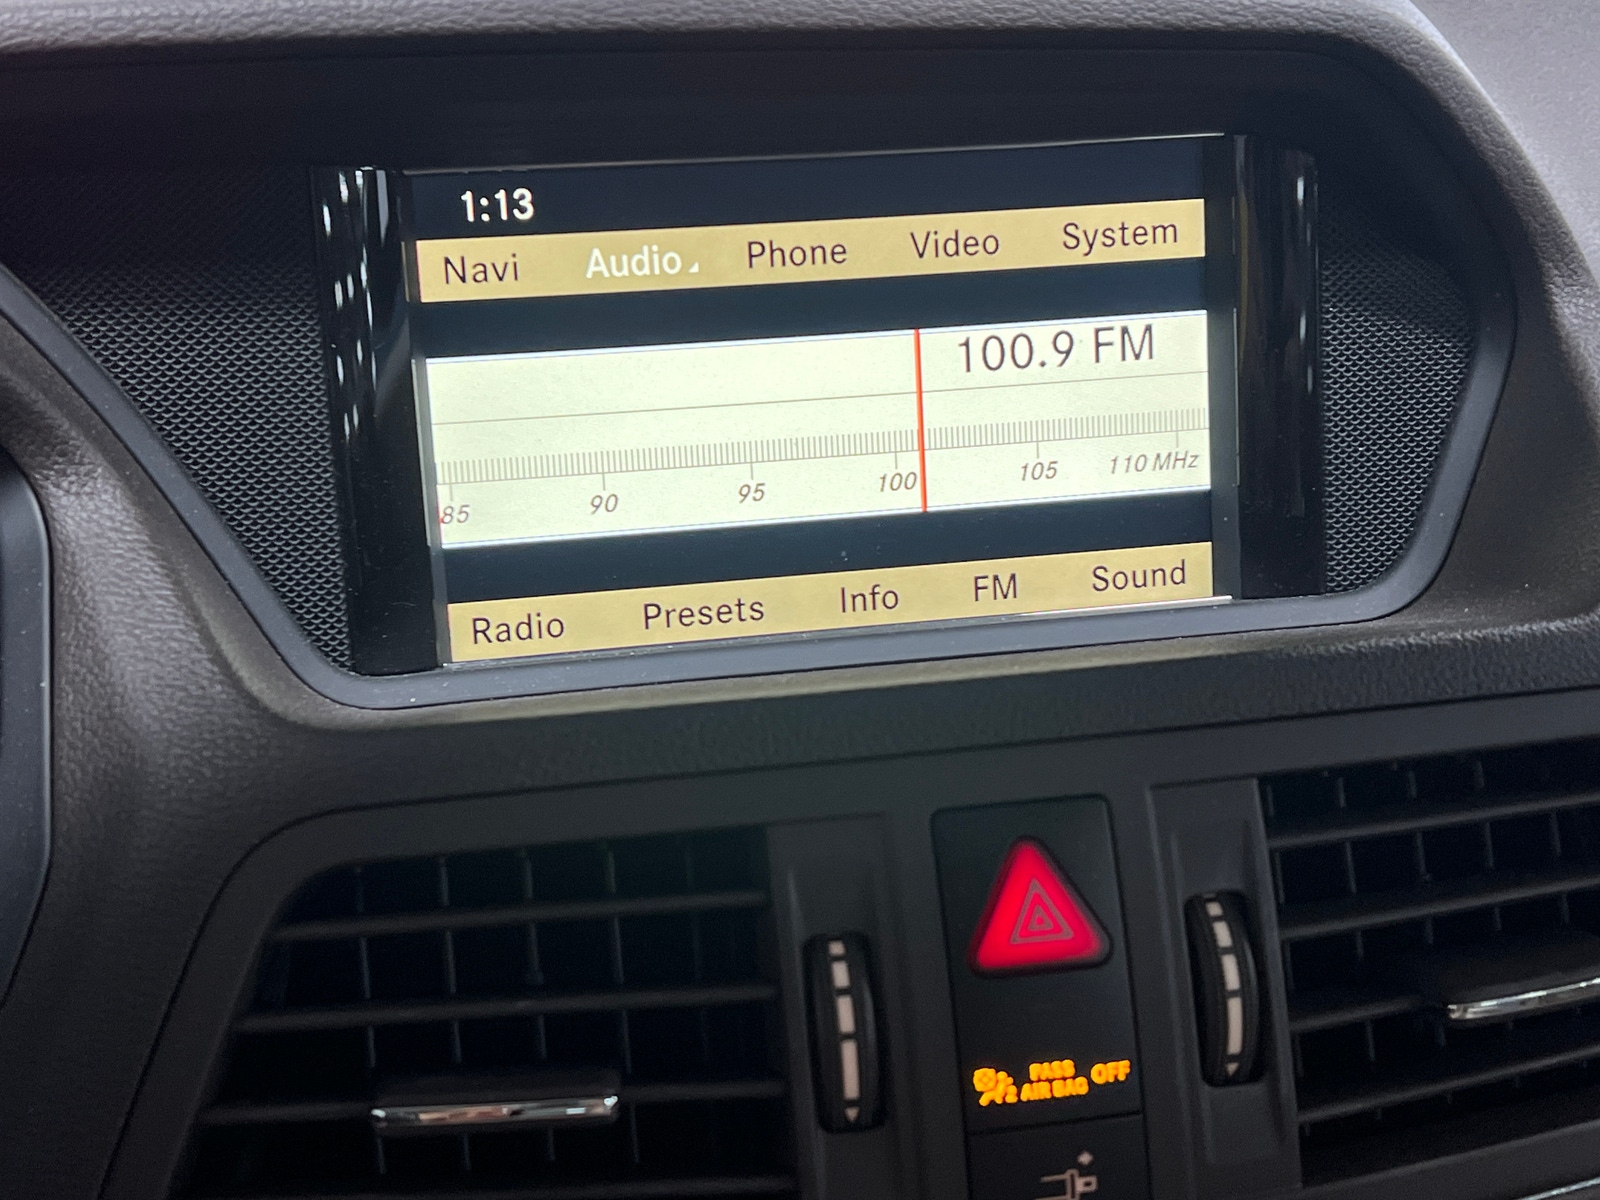 1:13
Navi Audio Phone Video System
100.9 FM
85 90 95 100 105 110 MHz
Radio Presets Info FM Sound
PASS
2 AIR BAG OFF